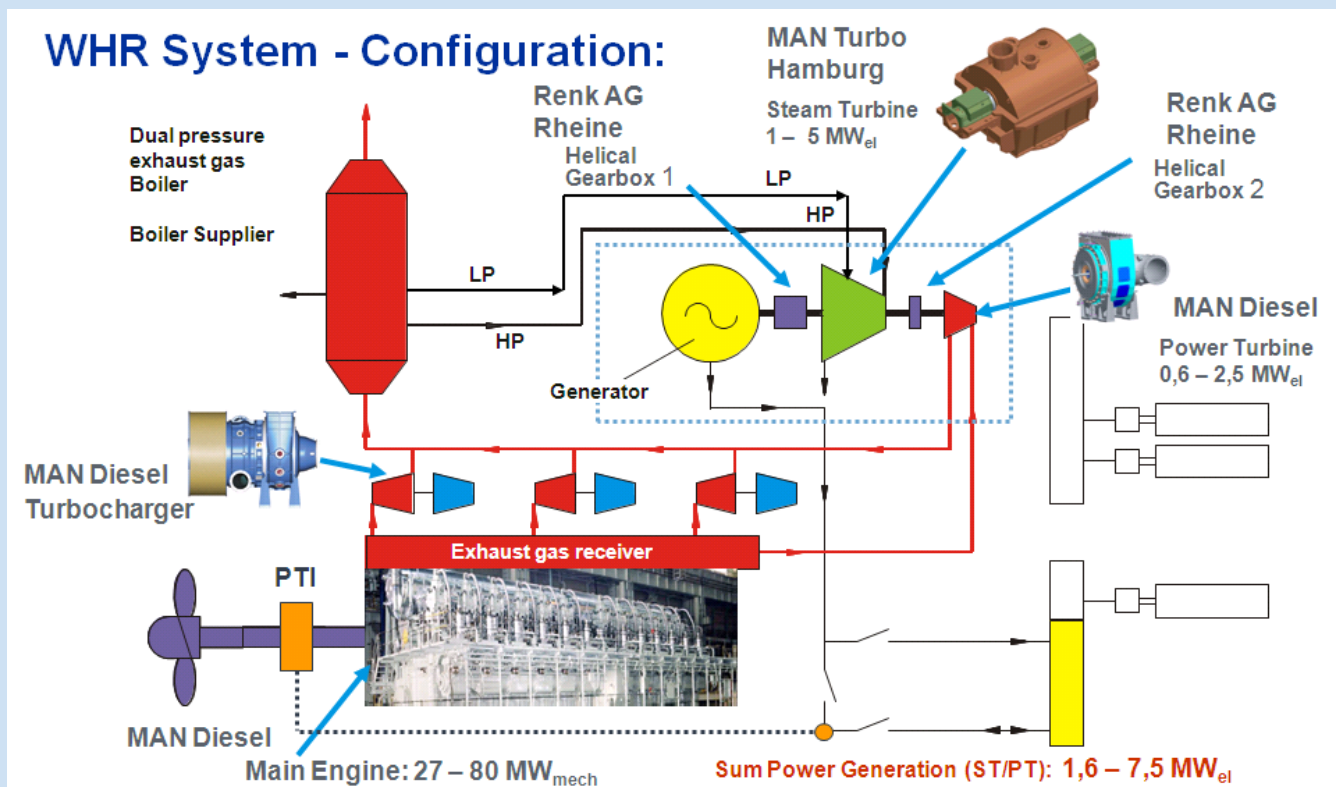 WHR System - Configuration:
MAN Turbo
Hamburg
Steam Turbine
1 – 5 MWel
Renk AG
Rheine
Helical
Gearbox 1
Renk AG
Rheine
Helical
Gearbox 2
Dual pressure
exhaust gas
Boiler
Boiler Supplier
LP
HP
LP
HP
Generator
MAN Diesel
Power Turbine
0,6 – 2,5 MWel
MAN Diesel
Turbocharger
Exhaust gas receiver
PTI
MAN Diesel
Main Engine: 27 – 80 MWmech
Sum Power Generation (ST/PT): 1,6 – 7,5 MWel